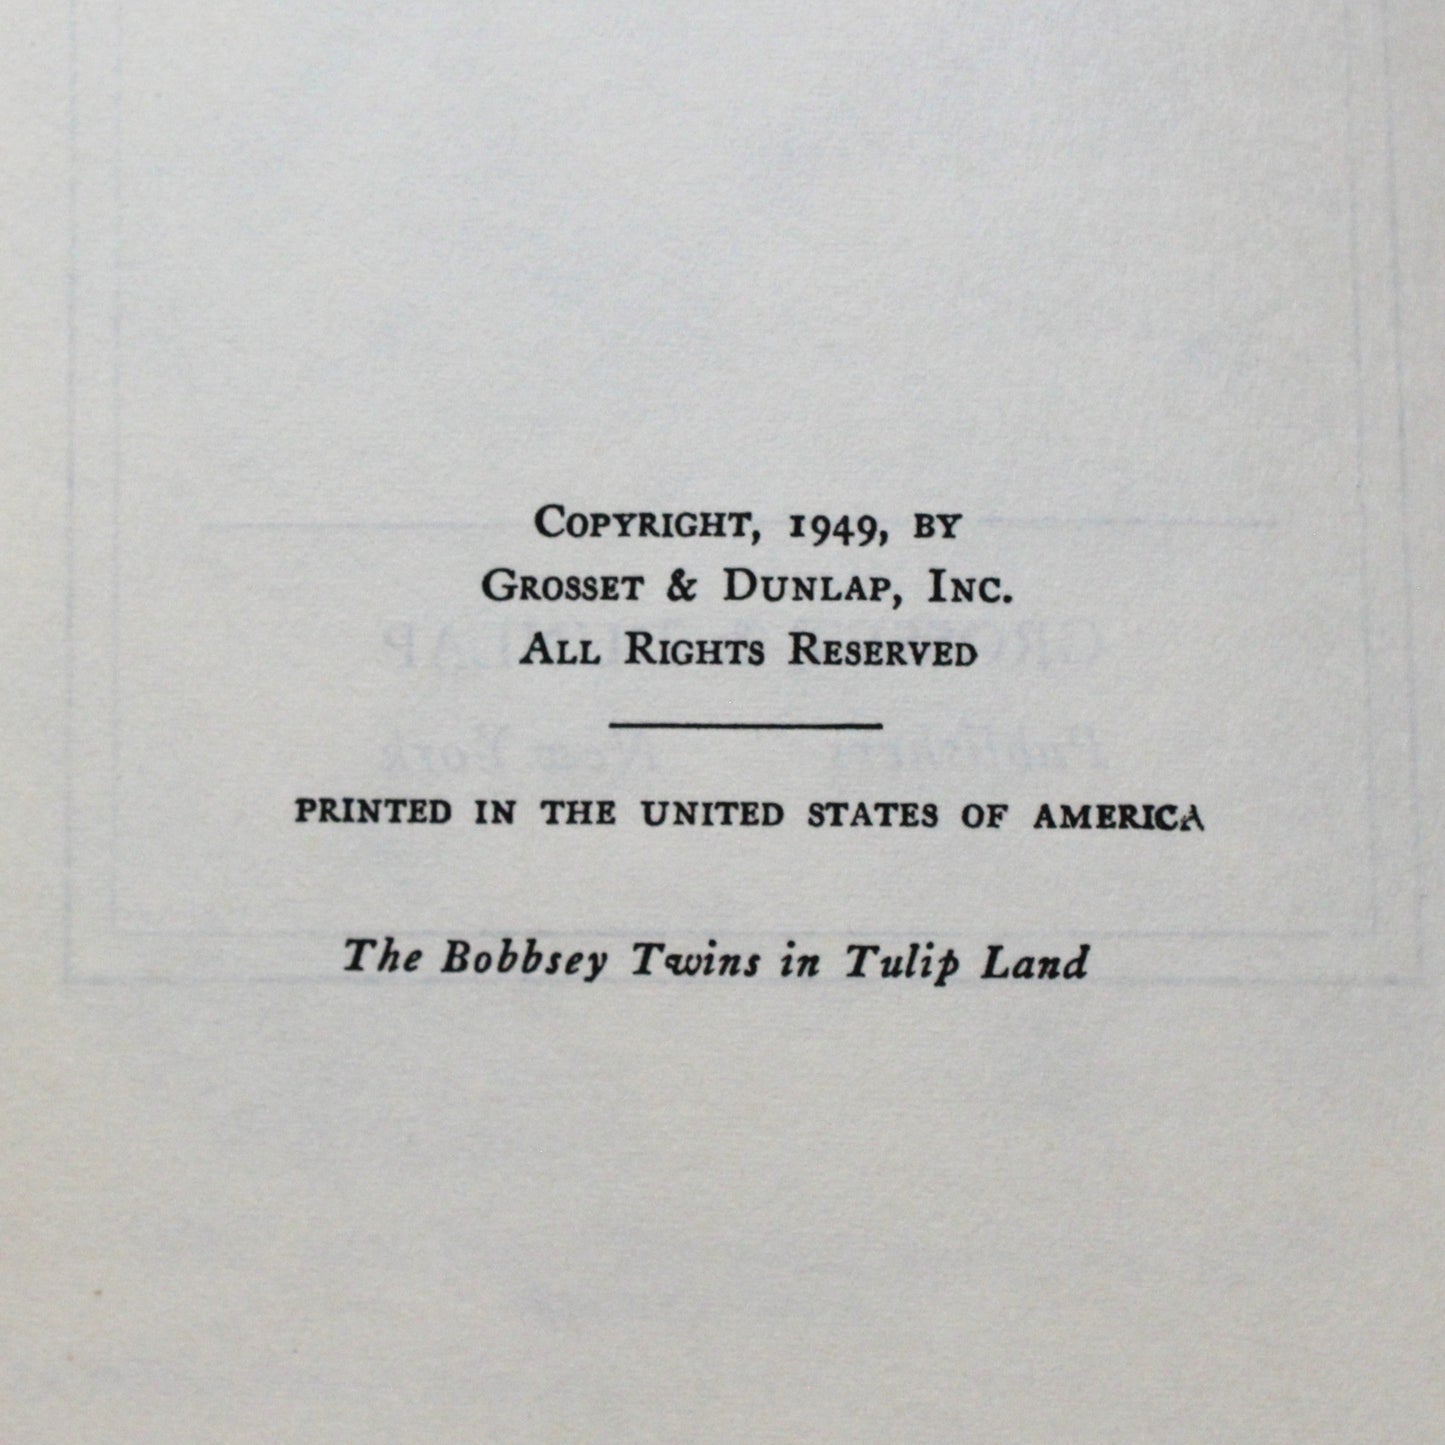 COPYRIGHT, 1949, BY
GROSSET & DUNLAP, INC.
ALL RIGHTS RESERVED
PRINTED IN THE UNITED STATES OF AMERICA
The Bobbsey Twins in Tulip Land